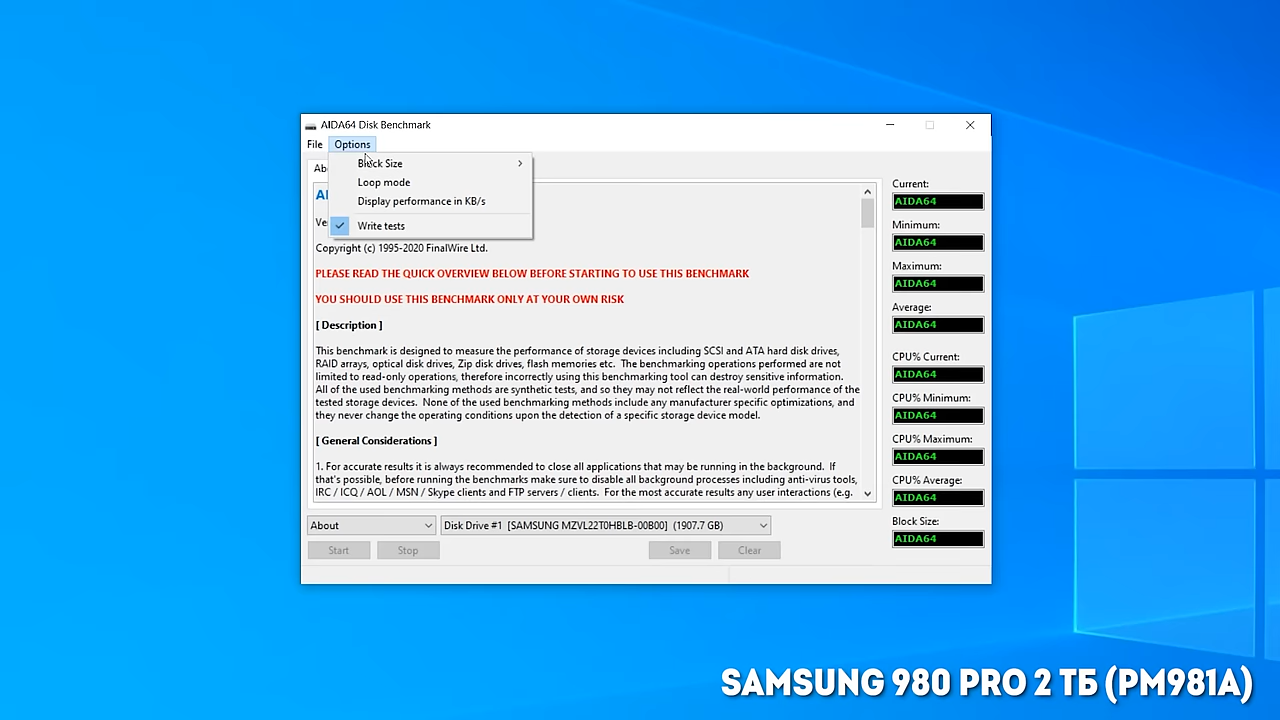 AIDA64 Disk Benchmark
File Options
Block Size
Loop mode
Display performance in KB/s
Write tests
Ab
AI
Ve
Copyright (c) 1995-2020 FinalWire Ltd.
PLEASE READ THE QUICK OVERVIEW BELOW BEFORE STARTING TO USE THIS BENCHMARK
YOU SHOULD USE THIS BENCHMARK ONLY AT YOUR OWN RISK
[ Description ]
This benchmark is designed to measure the performance of storage devices including SCSI and ATA hard disk drives,
RAID arrays, optical disk drives, Zip disk drives, flash memories etc. The benchmarking operations performed are not
limited to read-only operations, therefore incorrectly using this benchmarking tool can destroy sensitive information.
All of the used benchmarking methods are synthetic tests, and so they may not reflect the real-world performance of the
tested storage devices. None of the used benchmarking methods include any manufacturer specific optimizations, and
they never change the operating conditions upon the detection of a specific storage device model.
[ General Considerations ]
1. For accurate results it is always recommended to close all applications that may be running in the background. If
that's possible, before running the benchmarks make sure to disable all background processes including anti-virus tools,
IRC / ICQ / AOL / MSN / Skype clients and FTP servers / clients. For the most accurate results any user interactions (e.g.
About
Disk Drive #1 [SAMSUNG MZVL22T0HBLB-00B00] (1907.7 GB)
Start Stop Save Clear
Current:
AIDA64
Minimum:
AIDA64
Maximum:
AIDA64
Average:
AIDA64
CPU% Current:
AIDA64
CPU% Minimum:
AIDA64
CPU% Maximum:
AIDA64
CPU% Average:
AIDA64
Block Size:
AIDA64
SAMSUNG 980 PRO 2 ТБ (PM981A)